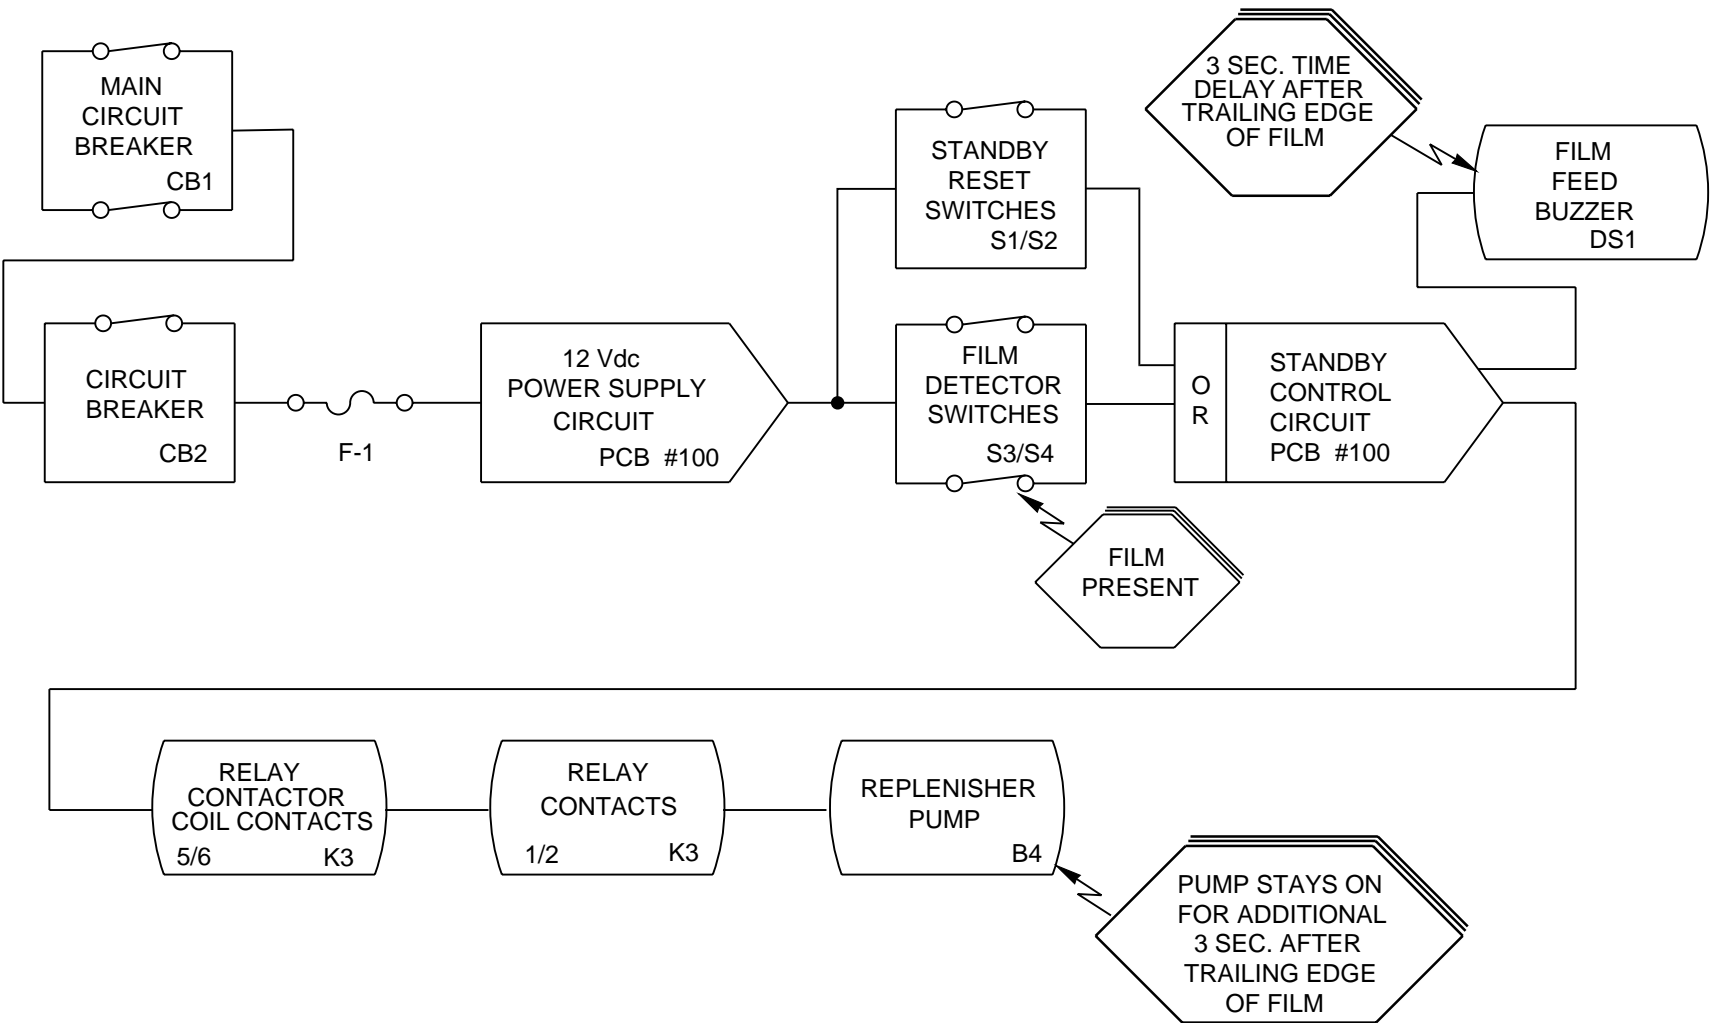 MAIN
CIRCUIT
BREAKER
CB1
CIRCUIT
BREAKER
CB2
F-1
12 Vdc
POWER SUPPLY
CIRCUIT
PCB #100
STANDBY
RESET
SWITCHES
S1/S2
FILM
DETECTOR
SWITCHES
S3/S4
FILM
PRESENT
O
R
STANDBY
CONTROL
CIRCUIT
PCB #100
3 SEC. TIME
DELAY AFTER
TRAILING EDGE
OF FILM
FILM
FEED
BUZZER
DS1
RELAY
CONTACTOR
COIL CONTACTS
5/6 K3
RELAY
CONTACTS
1/2 K3
REPLENISHER
PUMP
B4
PUMP STAYS ON
FOR ADDITIONAL
3 SEC. AFTER
TRAILING EDGE
OF FILM